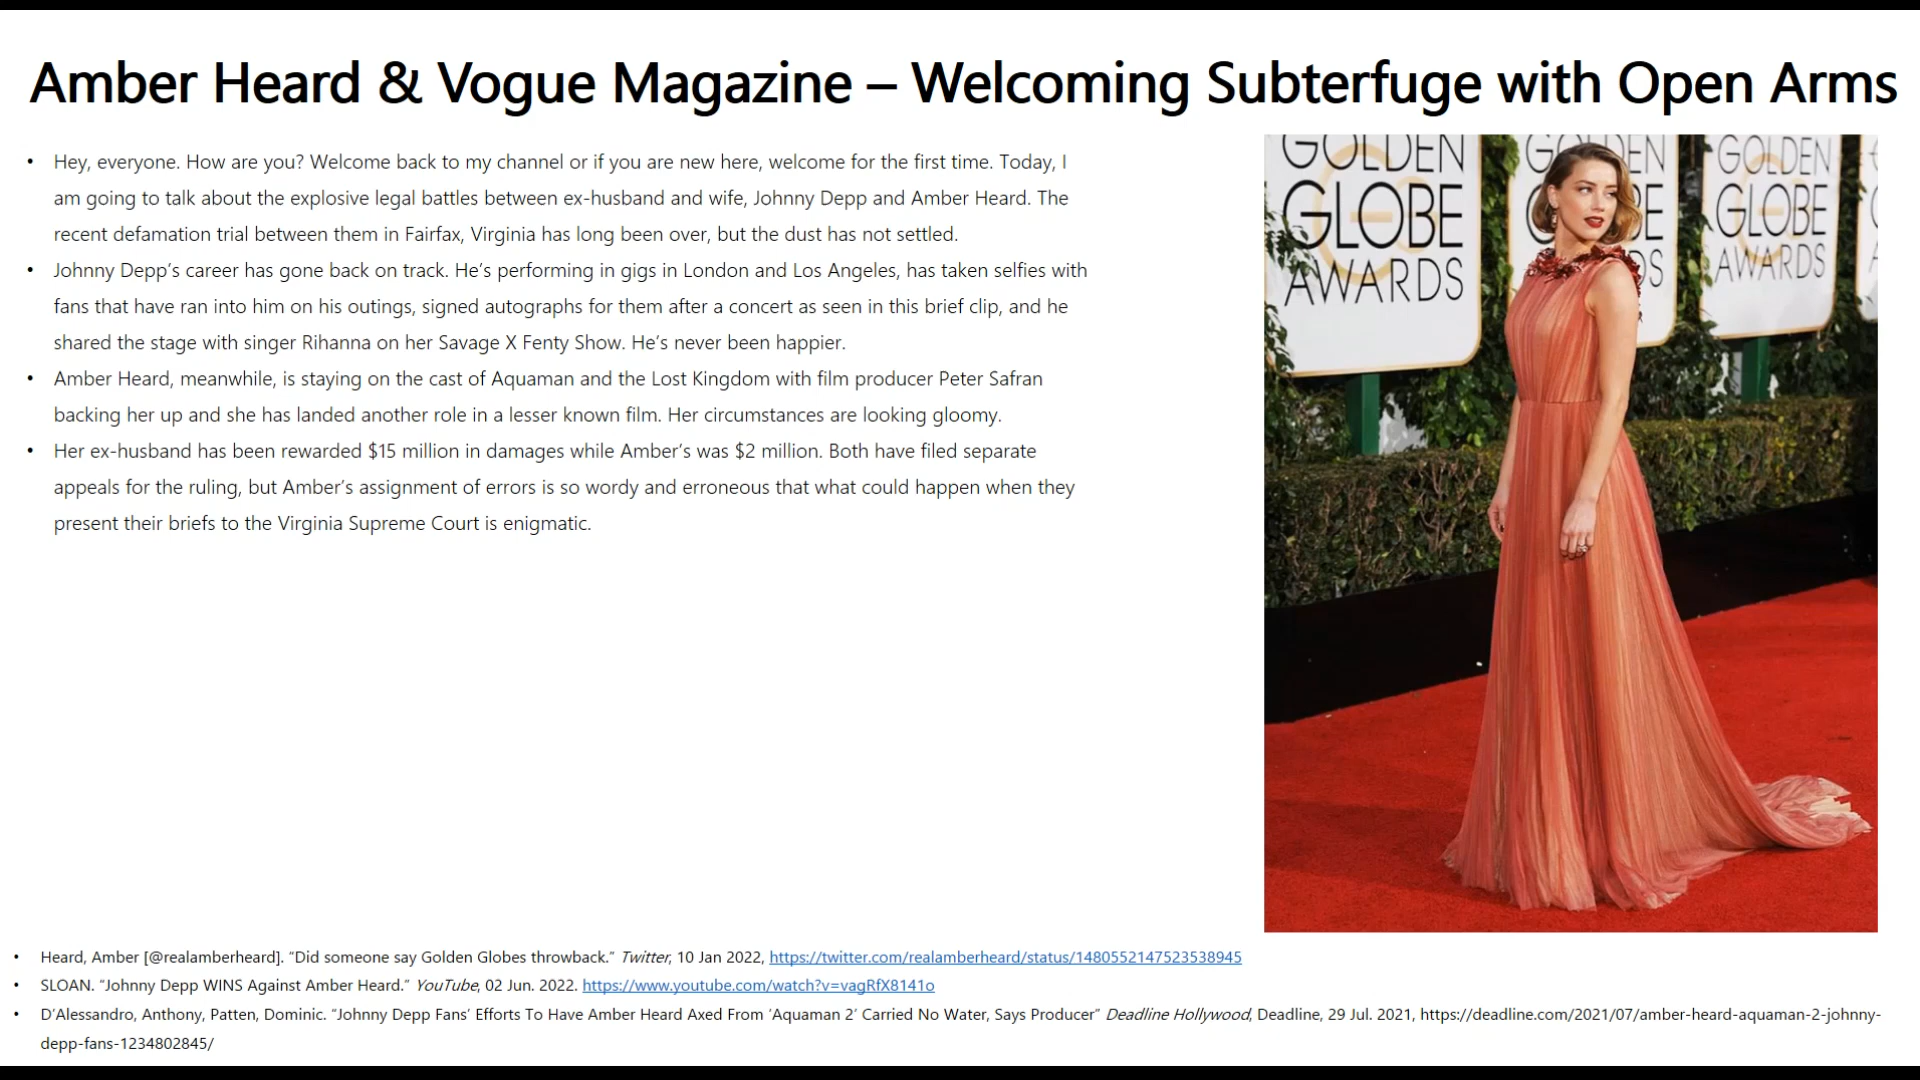 Amber Heard & Vogue Magazine – Welcoming Subterfuge with Open Arms
• Hey, everyone. How are you? Welcome back to my channel or if you are new here, welcome for the first time. Today, I
am going to talk about the explosive legal battles between ex-husband and wife, Johnny Depp and Amber Heard. The
recent defamation trial between them in Fairfax, Virginia has long been over, but the dust has not settled.
• Johnny Depp’s career has gone back on track. He’s performing in gigs in London and Los Angeles, has taken selfies with
fans that have ran into him on his outings, signed autographs for them after a concert as seen in this brief clip, and he
shared the stage with singer Rihanna on her Savage X Fenty Show. He’s never been happier.
• Amber Heard, meanwhile, is staying on the cast of Aquaman and the Lost Kingdom with film producer Peter Safran
backing her up and she has landed another role in a lesser known film. Her circumstances are looking gloomy.
• Her ex-husband has been rewarded $15 million in damages while Amber’s was $2 million. Both have filed separate
appeals for the ruling, but Amber’s assignment of errors is so wordy and erroneous that what could happen when they
present their briefs to the Virginia Supreme Court is enigmatic.
GOLDEN
GLOBE
AWARDS
GOLDEN
GLOBE
AWARDS
• Heard, Amber [@realamberheard]. “Did someone say Golden Globes throwback.” Twitter, 10 Jan 2022, https://twitter.com/realamberheard/status/1480552147523538945
• SLOAN. “Johnny Depp WINS Against Amber Heard.” YouTube, 02 Jun. 2022. https://www.youtube.com/watch?v=vagRfX8141o
• D’Alessandro, Anthony, Patten, Dominic. “Johnny Depp Fans’ Efforts To Have Amber Heard Axed From ‘Aquaman 2’ Carried No Water, Says Producer” Deadline Hollywood, Deadline, 29 Jul. 2021, https://deadline.com/2021/07/amber-heard-aquaman-2-johnny-
depp-fans-1234802845/